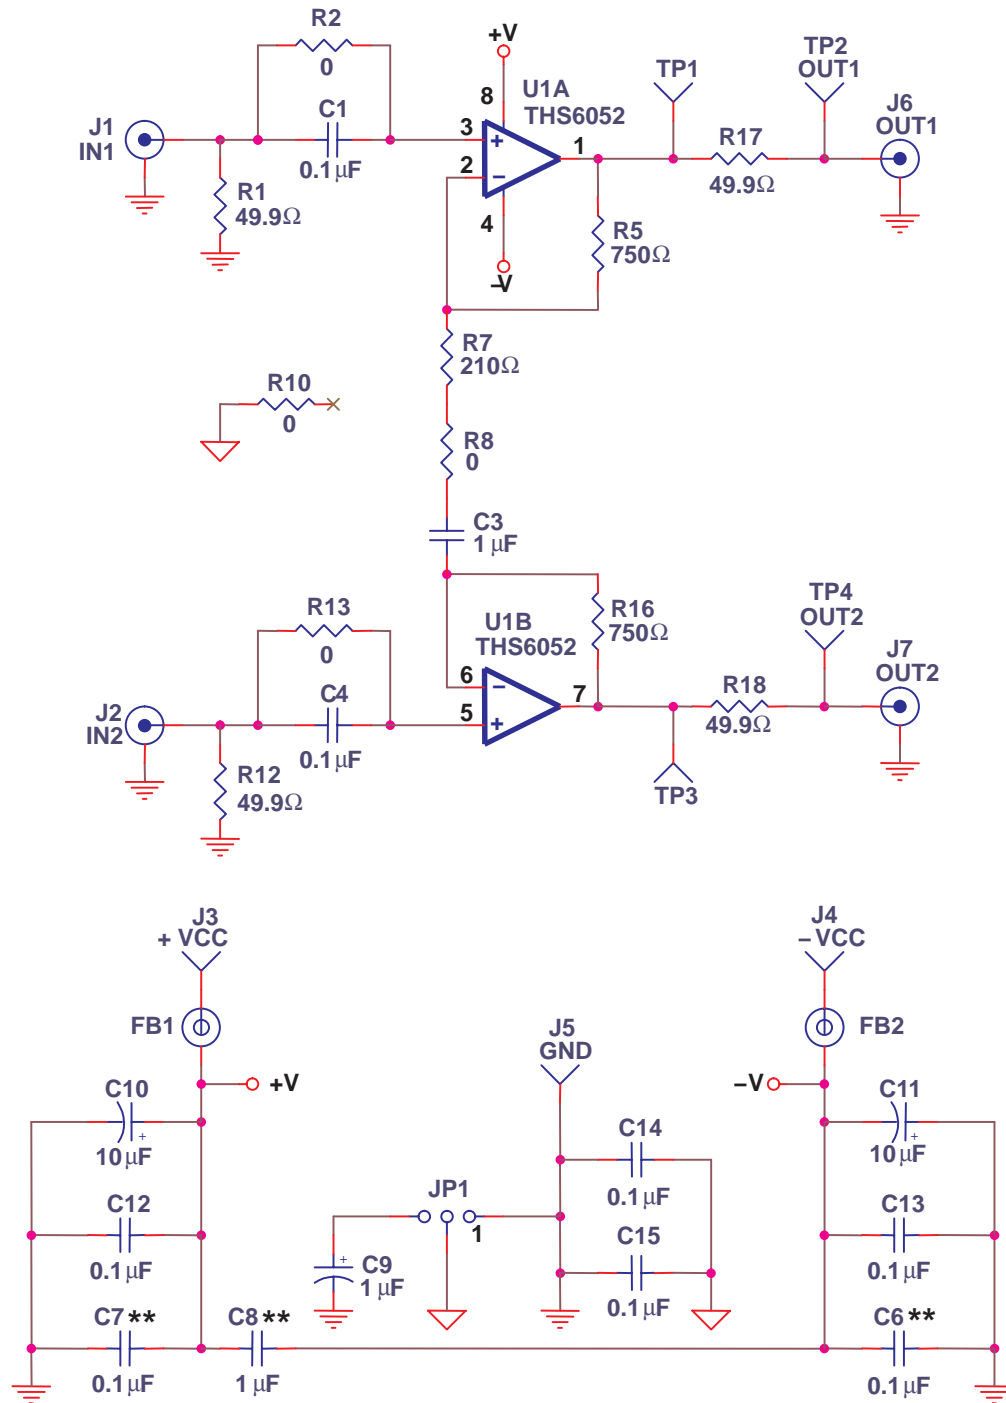 R2
0
+V
TP1
TP2
OUT1
J1
IN1
C1
0.1 μF
8
U1A
THS6052
3
2
1
4
–V
R17
49.9Ω
J6
OUT1
R1
49.9Ω
R5
750Ω
R7
210Ω
R10
0
R8
0
C3
1 μF
R13
0
U1B
THS6052
R16
750Ω
TP4
OUT2
J2
IN2
C4
0.1 μF
6
5
7
R18
49.9Ω
J7
OUT2
R12
49.9Ω
TP3
J3
+ VCC
J4
– VCC
FB1
J5
GND
FB2
+V
–V
C10
+
10 μF
C11
+
10 μF
C14
0.1 μF
C12
0.1 μF
JP1
1
C15
0.1 μF
C13
0.1 μF
+
C9
1 μF
C7**
0.1 μF
C8**
1 μF
C6**
0.1 μF